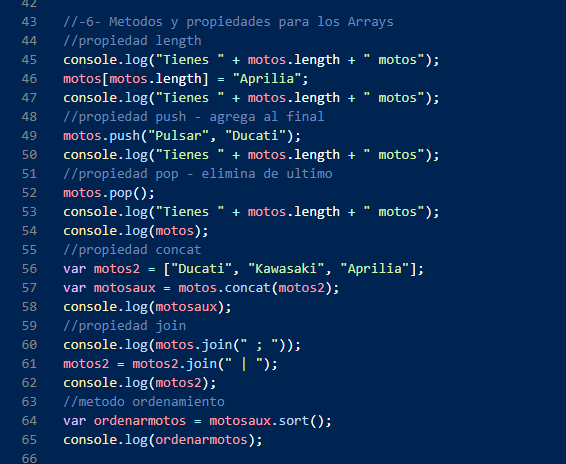 42
43 //-6- Metodos y propiedades para los Arrays
44 //propiedad length
45 console.log("Tienes " + motos.length + " motos");
46 motos[motos.length] = "Aprilia";
47 console.log("Tienes " + motos.length + " motos");
48 //propiedad push - agrega al final
49 motos.push("Pulsar", "Ducati");
50 console.log("Tienes " + motos.length + " motos");
51 //propiedad pop - elimina de ultimo
52 motos.pop();
53 console.log("Tienes " + motos.length + " motos");
54 console.log(motos);
55 //propiedad concat
56 var motos2 = ["Ducati", "Kawasaki", "Aprilia"];
57 var motosaux = motos.concat(motos2);
58 console.log(motosaux);
59 //propiedad join
60 console.log(motos.join(" ; "));
61 motos2 = motos2.join(" | ");
62 console.log(motos2);
63 //metodo ordenamiento
64 var ordenarmotos = motosaux.sort();
65 console.log(ordenarmotos);
66